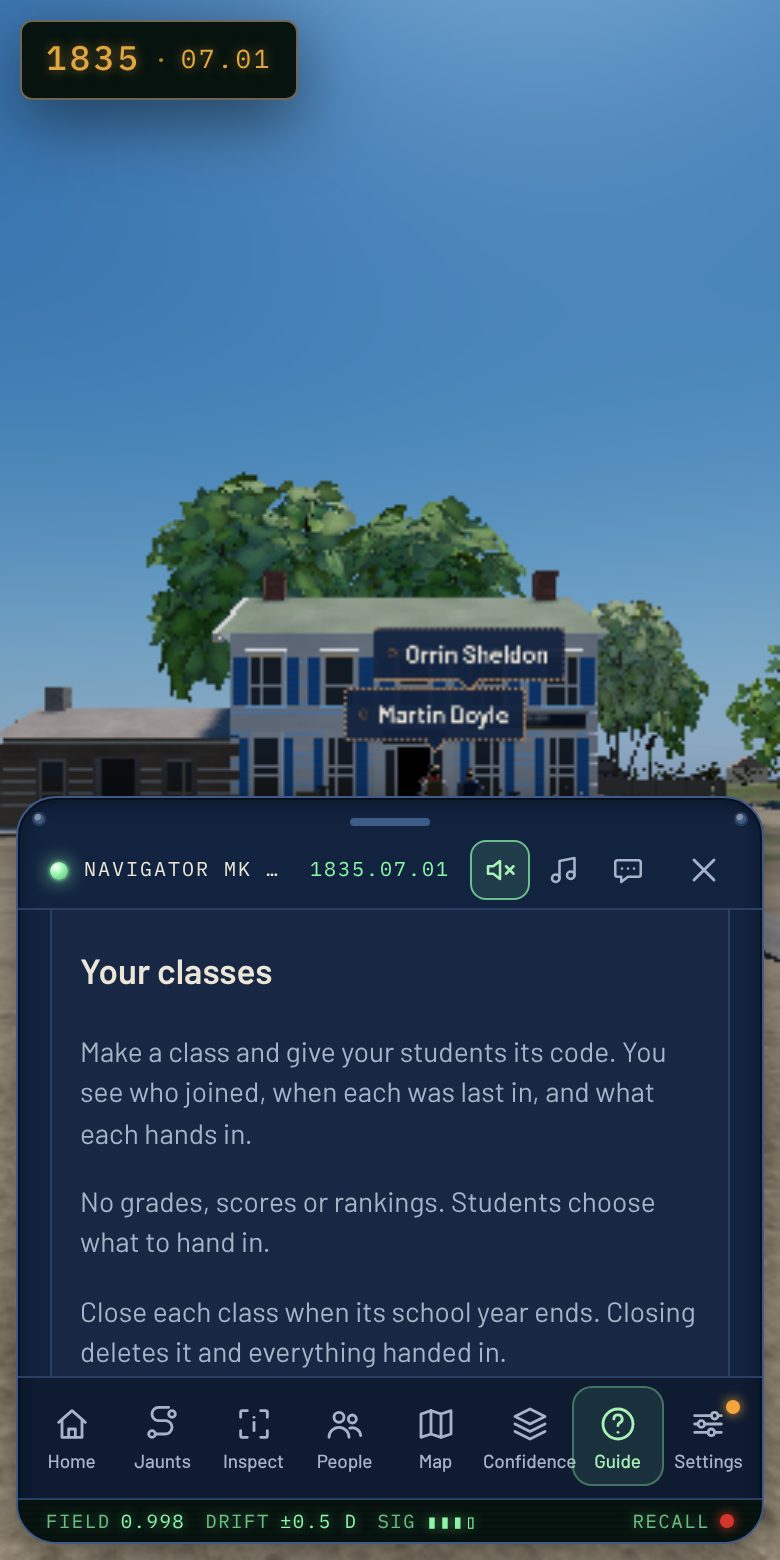 1835 · 07.01
Orrin Sheldon
Martin Doyle
NAVIGATOR MK … 1835.07.01
Your classes
Make a class and give your students its code. You
see who joined, when each was last in, and what
each hands in.
No grades, scores or rankings. Students choose
what to hand in.
Close each class when its school year ends. Closing
deletes it and everything handed in.
Home Jaunts Inspect People Map Confidence Guide Settings
FIELD 0.998 DRIFT ±0.5 D SIG RECALL